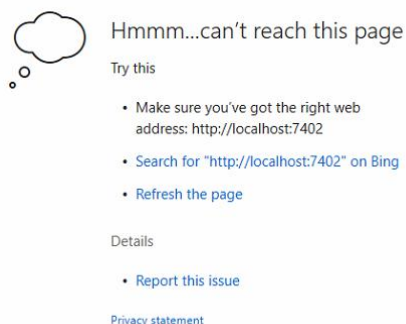 Hmmm...can’t reach this page
Try this
• Make sure you’ve got the right web
address: http://localhost:7402
• Search for "http://localhost:7402" on Bing
• Refresh the page
Details
• Report this issue
Privacy statement